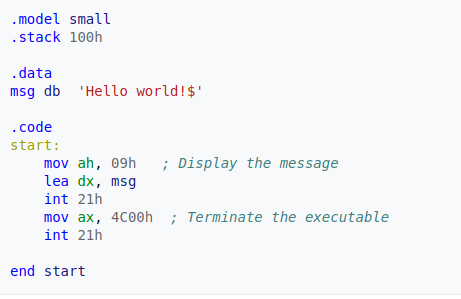 .model small
.stack 100h
.data
msg db  'Hello world!$'
.code
start:
    mov ah, 09h   ; Display the message
    lea dx, msg
    int 21h
    mov ax, 4C00h  ; Terminate the executable
    int 21h
end start